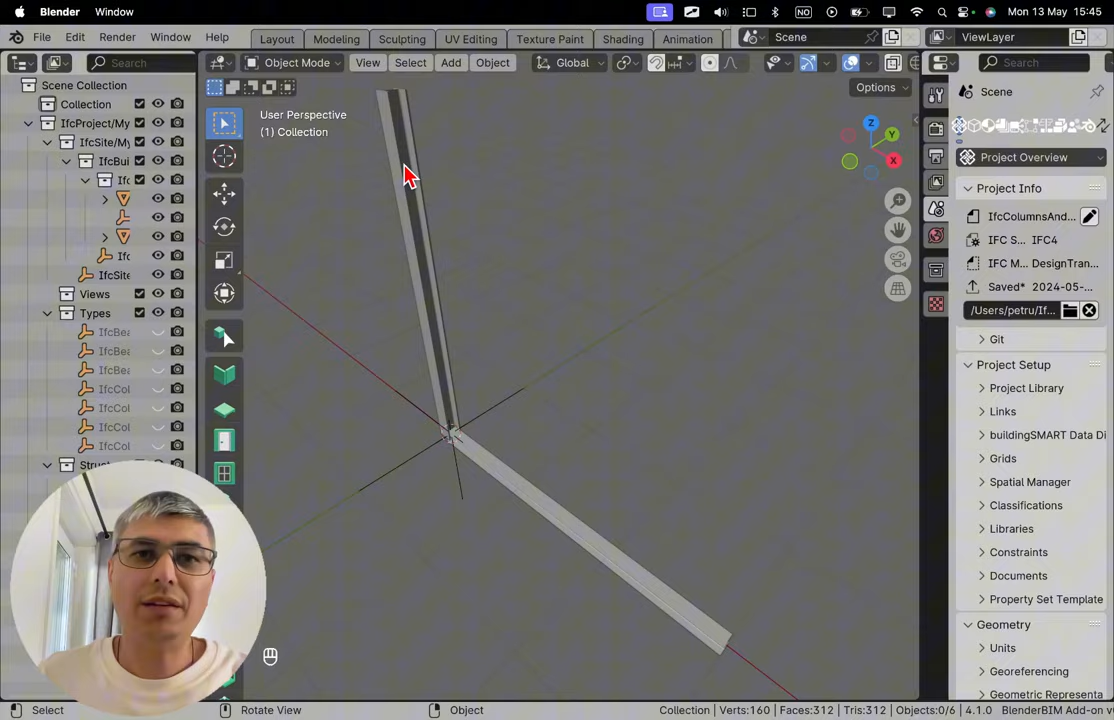 Blender Window NO Mon 13 May 15:45
File Edit Render Window Help Layout Modeling Sculpting UV Editing Texture Paint Shading Animation Scene ViewLayer
Search Object Mode View Select Add Object Global Search
Scene Collection Options Scene
Collection User Perspective
IfcProject/My (1) Collection
IfcSite/My Project Overview
IfcBui
Ifc Project Info
IfcColumnsAnd...
IFC S... IFC4
Ifc IFC M... DesignTran...
IfcSite Saved* 2024-05-...
Views /Users/petru/If...
Types
IfcBea Git
IfcBea Project Setup
IfcBea Project Library
IfcCol Links
IfcCol buildingSMART Data Di
IfcCol Grids
IfcCol Spatial Manager
Struc Classifications
Libraries
Constraints
Documents
Property Set Template
Geometry
Units
Georeferencing
Geometric Representa
Z
Y
X
Select Rotate View Object Collection | Verts:160 | Faces:312 | Tris:312 | Objects:0/6 | 4.1.0 BlenderBIM Add-on v